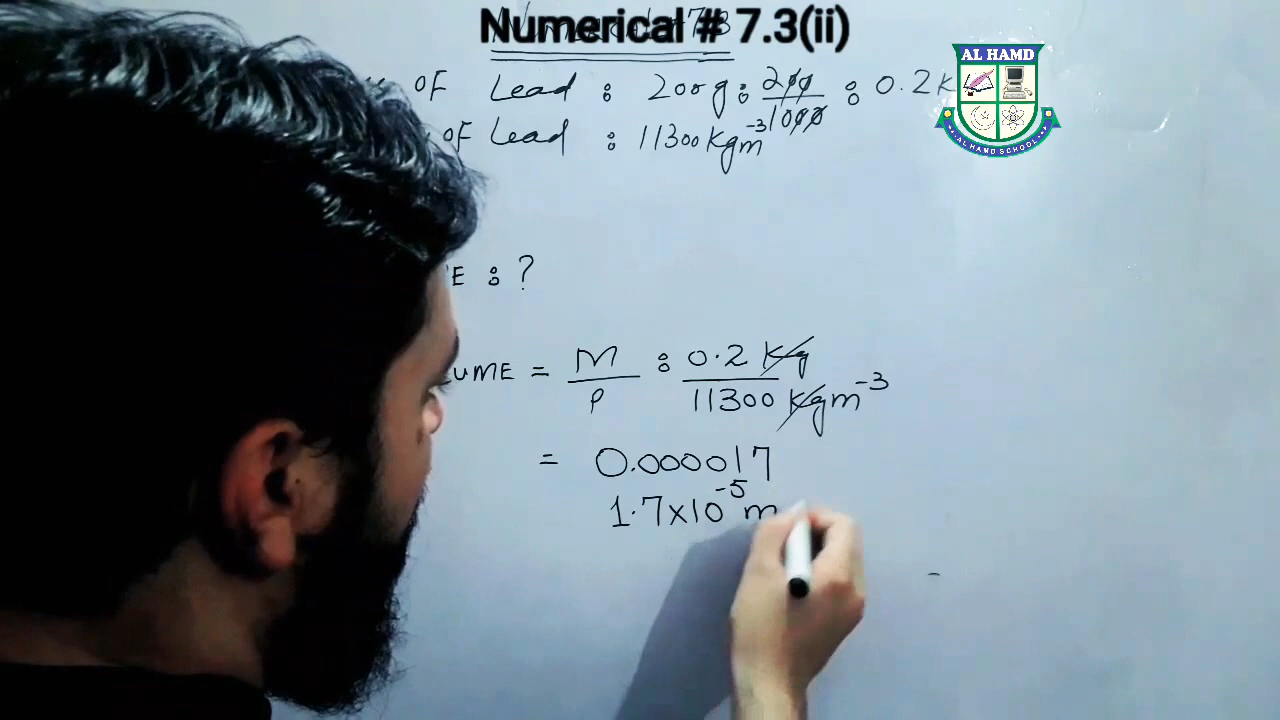 Numerical # 7.3(ii)
OF Lead : 200g : 200/1000 : 0.2K
OF Lead : 11300 Kgm⁻³
E : ?
UME = M/ρ : 0.2 Kg/11300 Kgm⁻³
= 0.000017
1.7x10⁻⁵ m
AL HAMD
AL HAMD SCHOOL